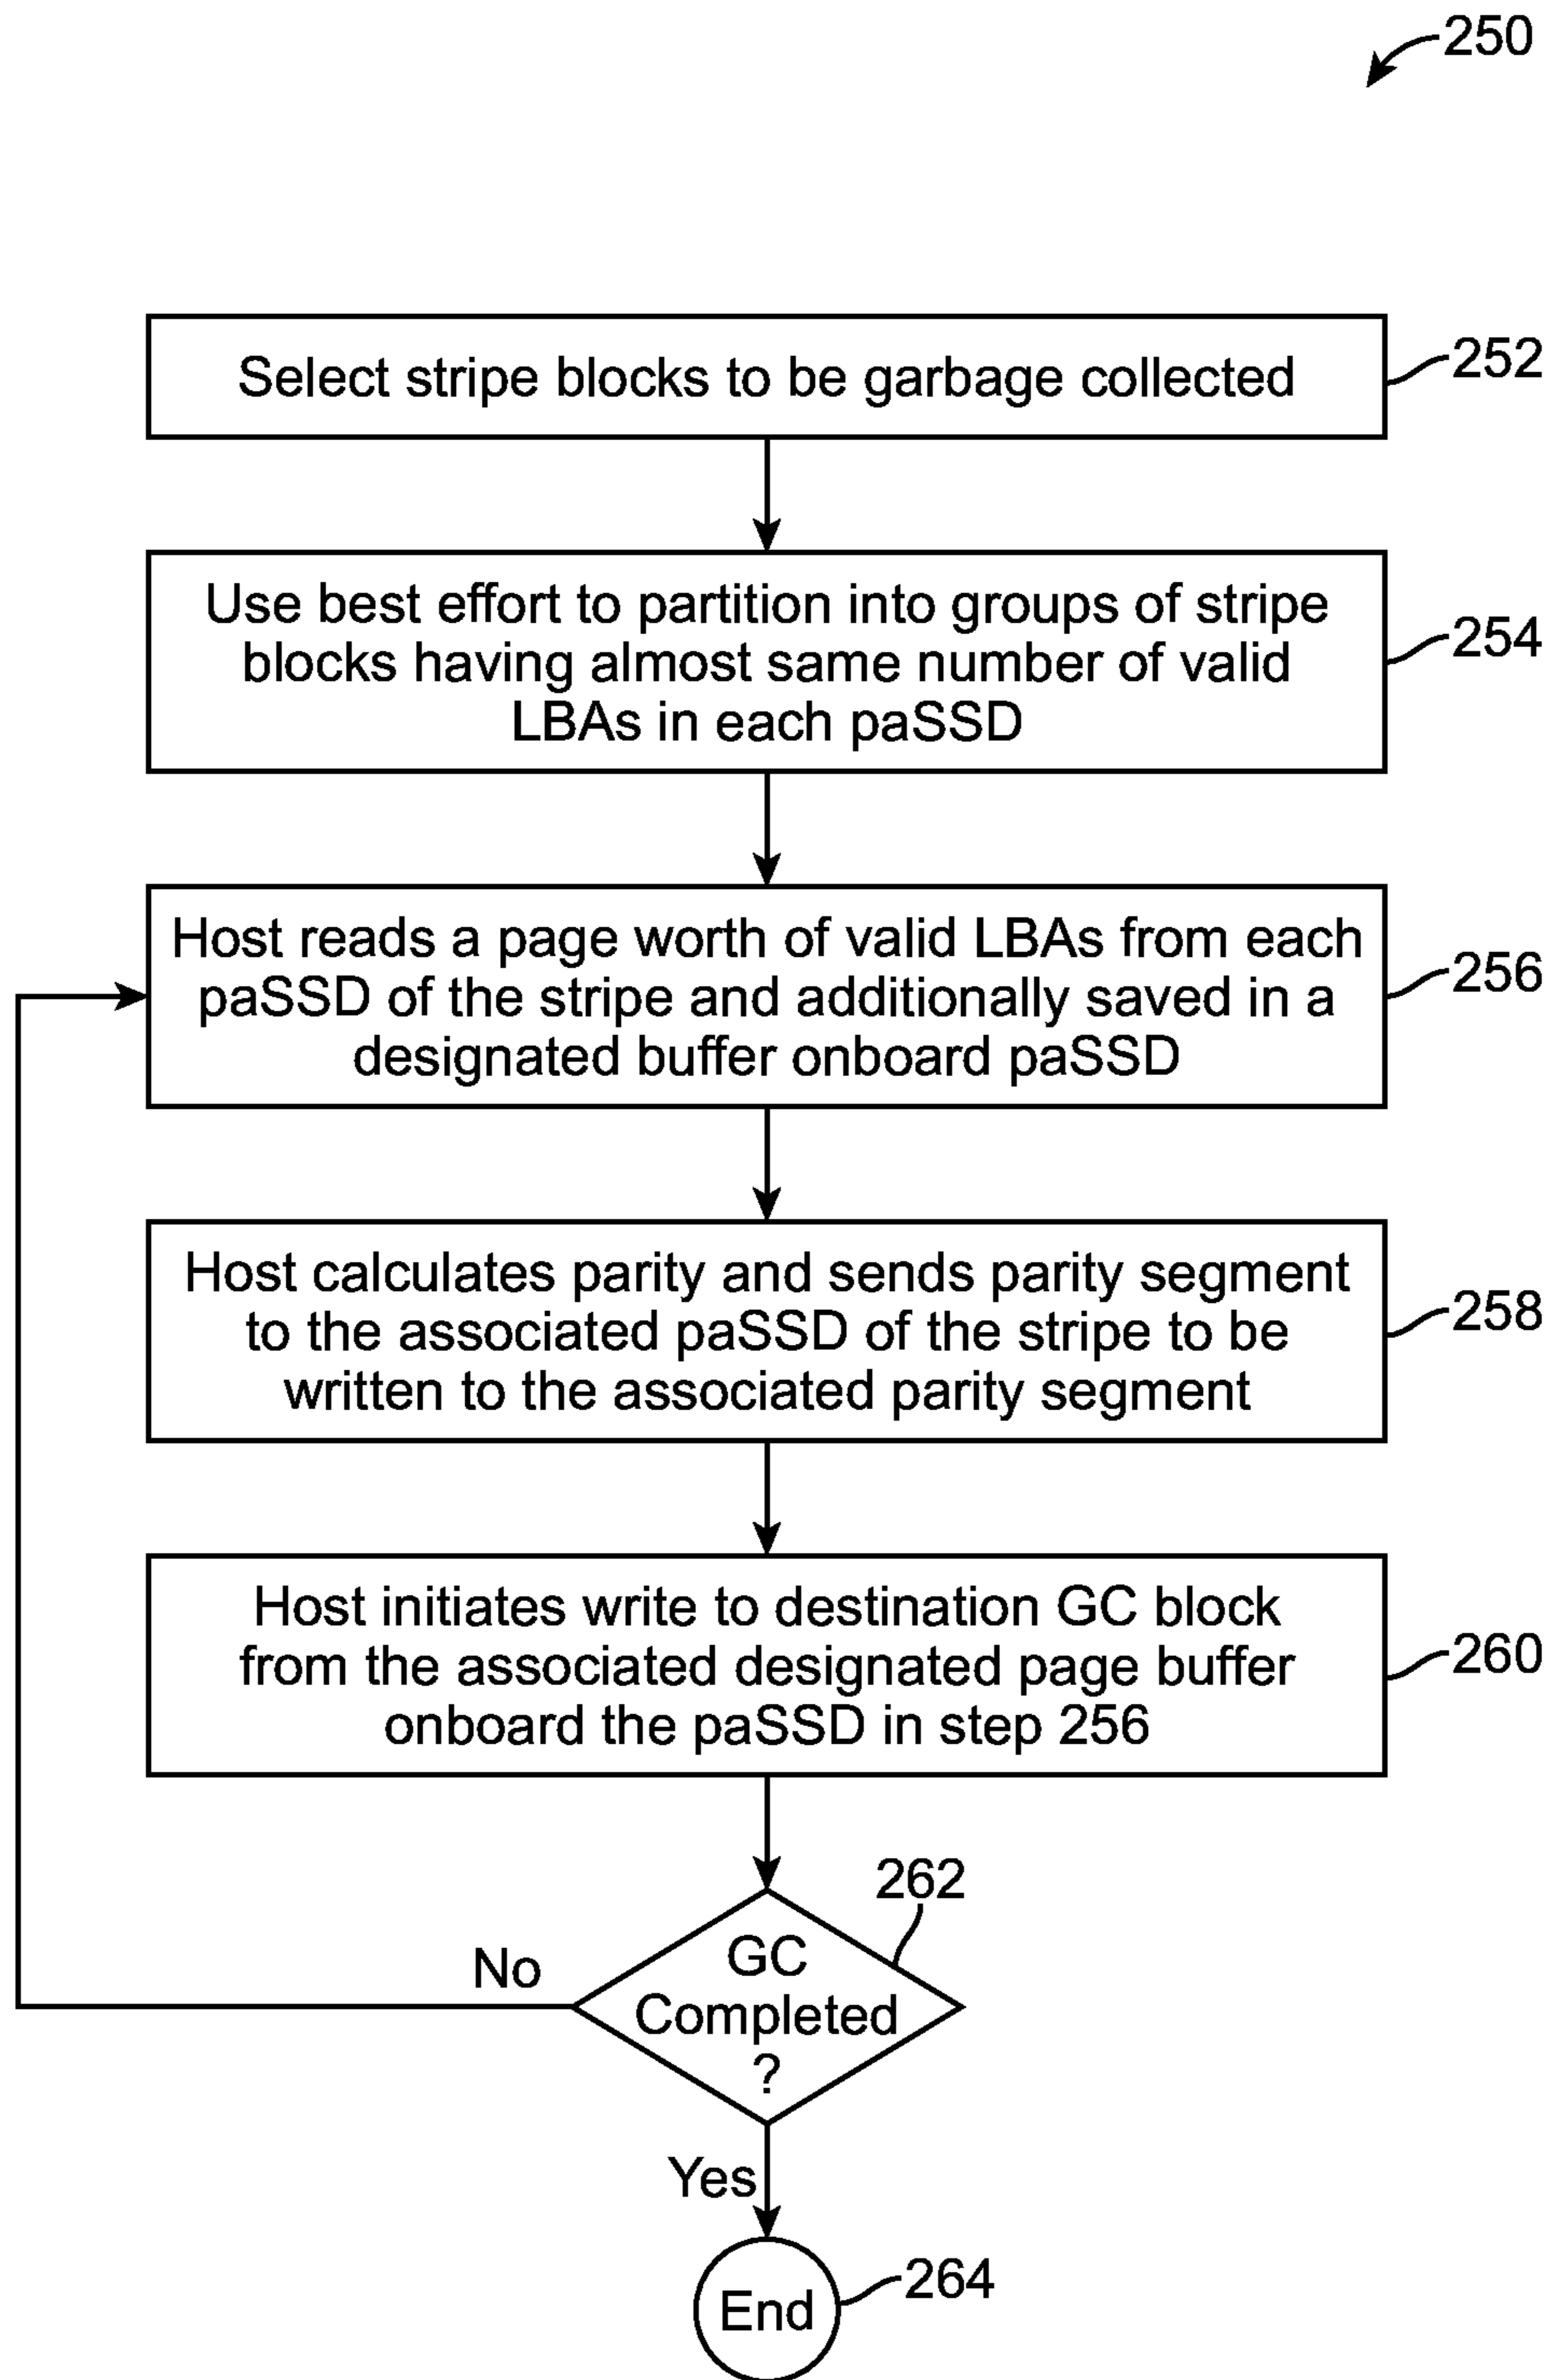 250
Select stripe blocks to be garbage collected
252
Use best effort to partition into groups of stripe
blocks having almost same number of valid
LBAs in each paSSD
254
Host reads a page worth of valid LBAs from each
paSSD of the stripe and additionally saved in a
designated buffer onboard paSSD
256
Host calculates parity and sends parity segment
to the associated paSSD of the stripe to be
written to the associated parity segment
258
Host initiates write to destination GC block
from the associated designated page buffer
onboard the paSSD in step 256
260
262
GC
Completed
?
No
Yes
End
264